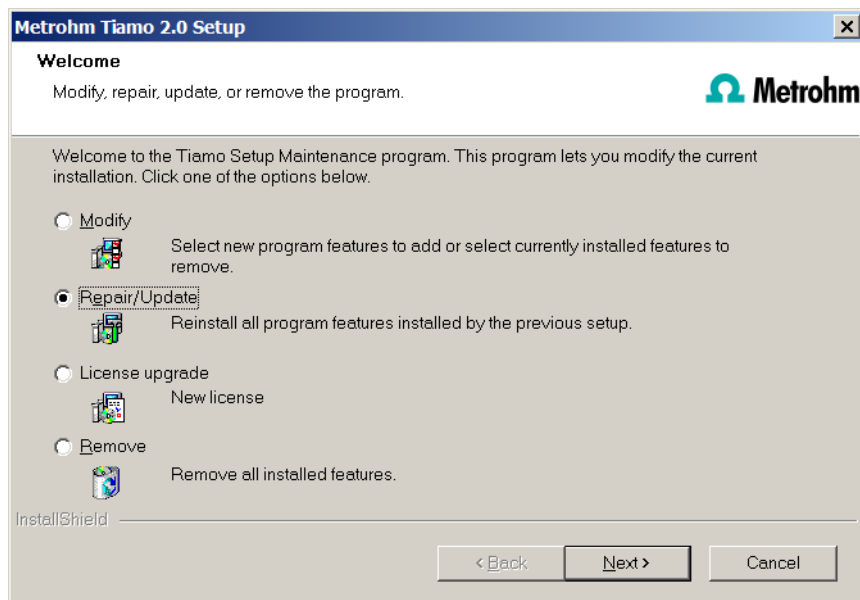 Metrohm Tiamo 2.0 Setup
Welcome
Modify, repair, update, or remove the program.
Metrohm
Welcome to the Tiamo Setup Maintenance program. This program lets you modify the current
installation. Click one of the options below.
Modify
Select new program features to add or select currently installed features to
remove.
Repair/Update
Reinstall all program features installed by the previous setup.
License upgrade
New license
Remove
Remove all installed features.
InstallShield
< Back
Next >
Cancel